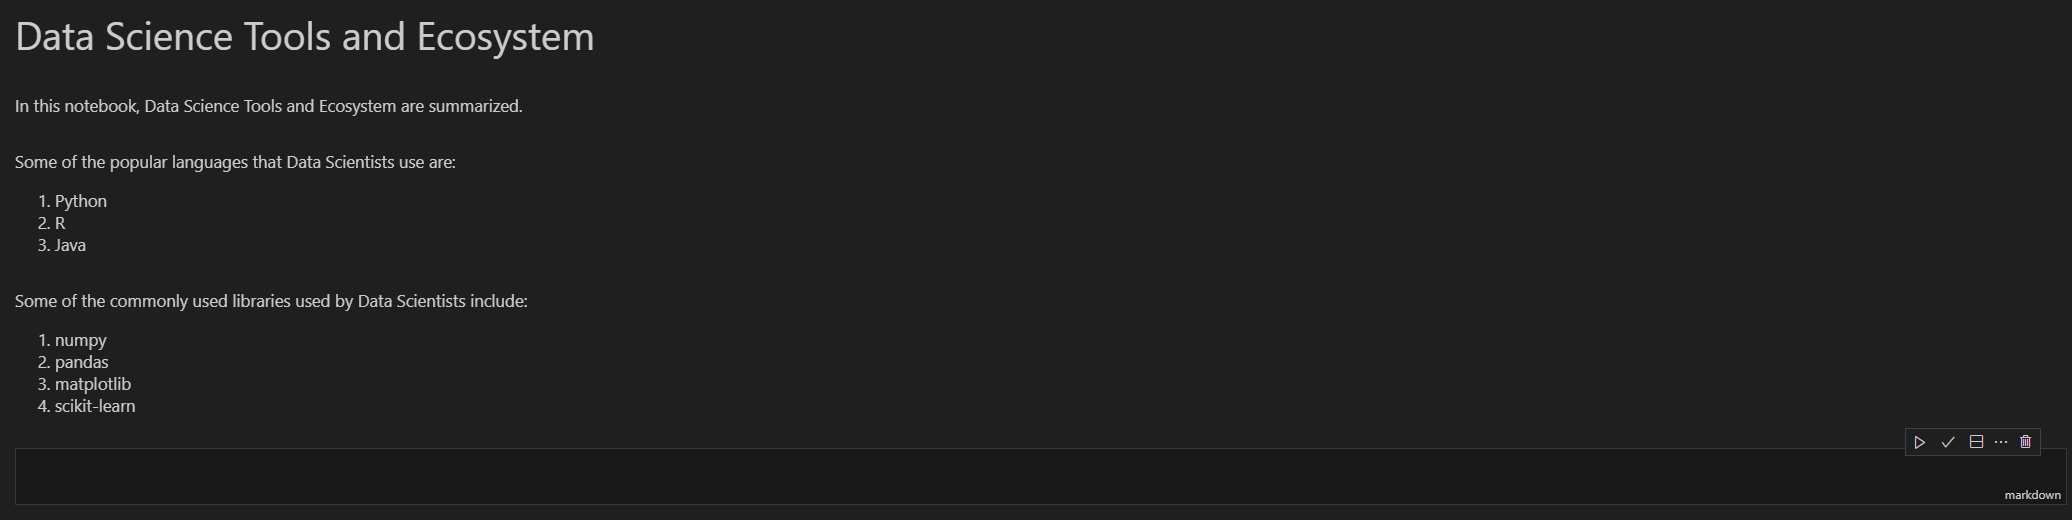 Data Science Tools and Ecosystem
In this notebook, Data Science Tools and Ecosystem are summarized.
Some of the popular languages that Data Scientists use are:
1. Python
2. R
3. Java
Some of the commonly used libraries used by Data Scientists include:
1. numpy
2. pandas
3. matplotlib
4. scikit-learn
markdown